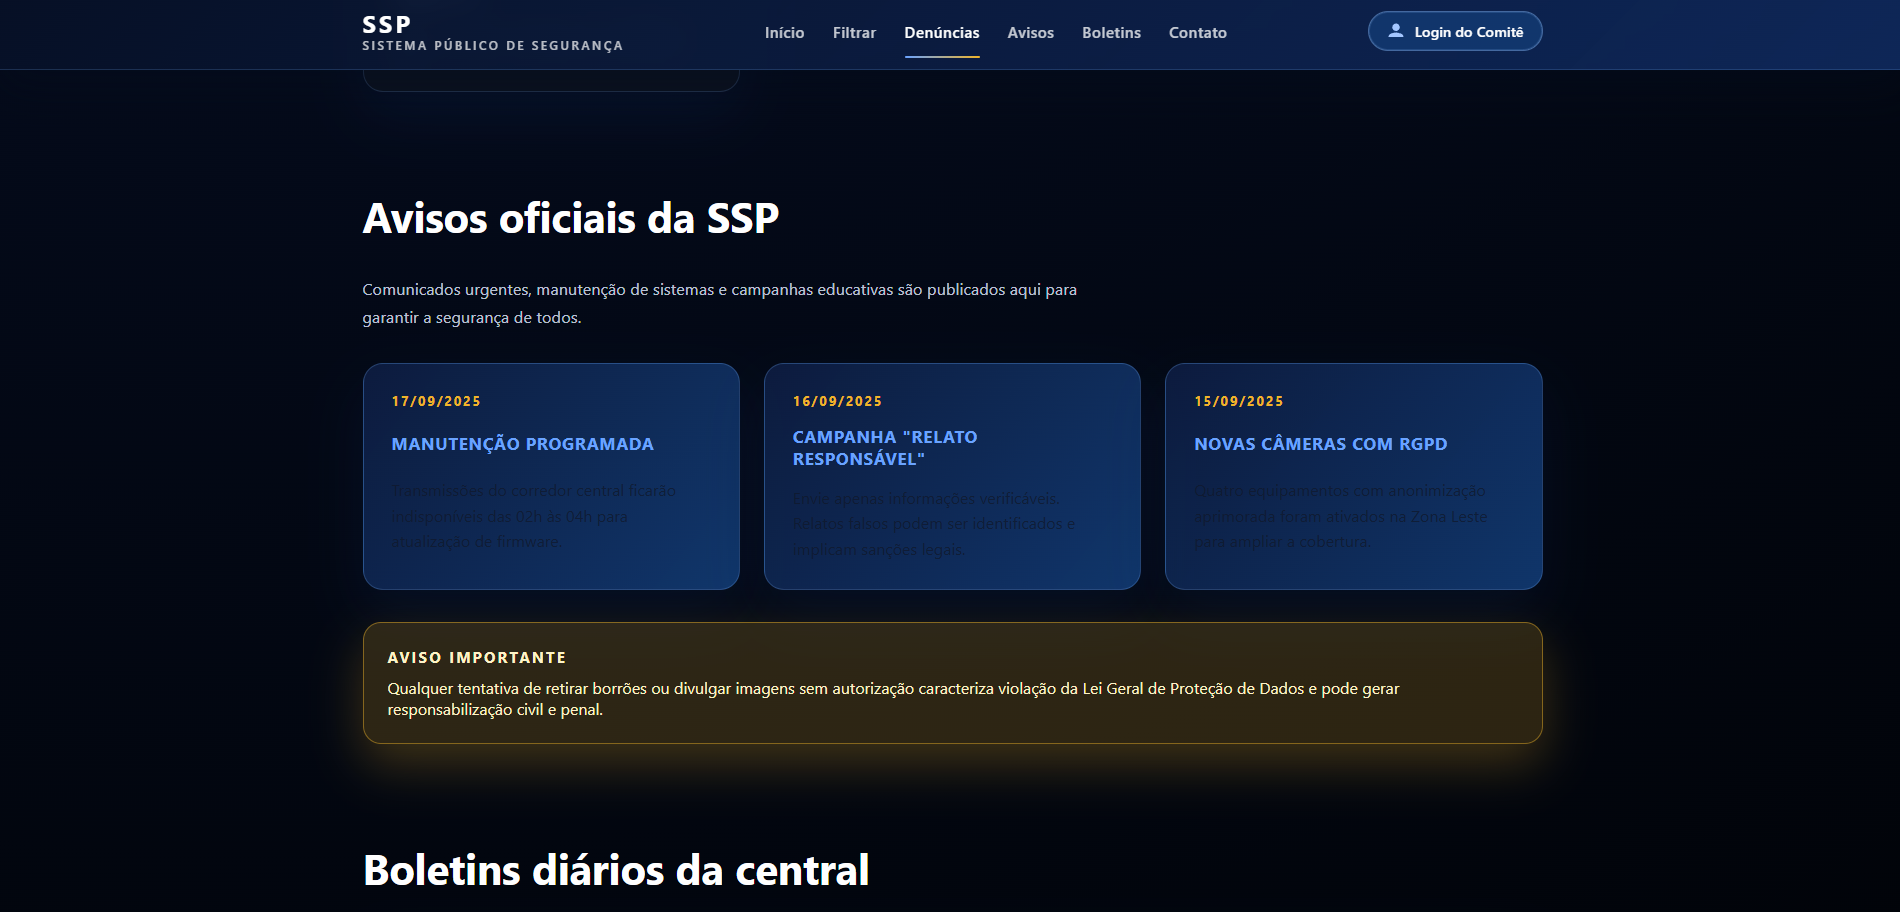 SSP
SISTEMA PÚBLICO DE SEGURANÇA
Início
Filtrar
Denúncias
Avisos
Boletins
Contato
Login do Comitê
Avisos oficiais da SSP
Comunicados urgentes, manutenção de sistemas e campanhas educativas são publicados aqui para
garantir a segurança de todos.
17/09/2025
MANUTENÇÃO PROGRAMADA
Transmissões do corredor central ficarão
indisponíveis das 02h às 04h para
atualização de firmware.
16/09/2025
CAMPANHA "RELATO
RESPONSÁVEL"
Envie apenas informações verificáveis.
Relatos falsos podem ser identificados e
implicam sanções legais.
15/09/2025
NOVAS CÂMERAS COM RGPD
Quatro equipamentos com anonimização
aprimorada foram ativados na Zona Leste
para ampliar a cobertura.
AVISO IMPORTANTE
Qualquer tentativa de retirar borrões ou divulgar imagens sem autorização caracteriza violação da Lei Geral de Proteção de Dados e pode gerar
responsabilização civil e penal.
Boletins diários da central